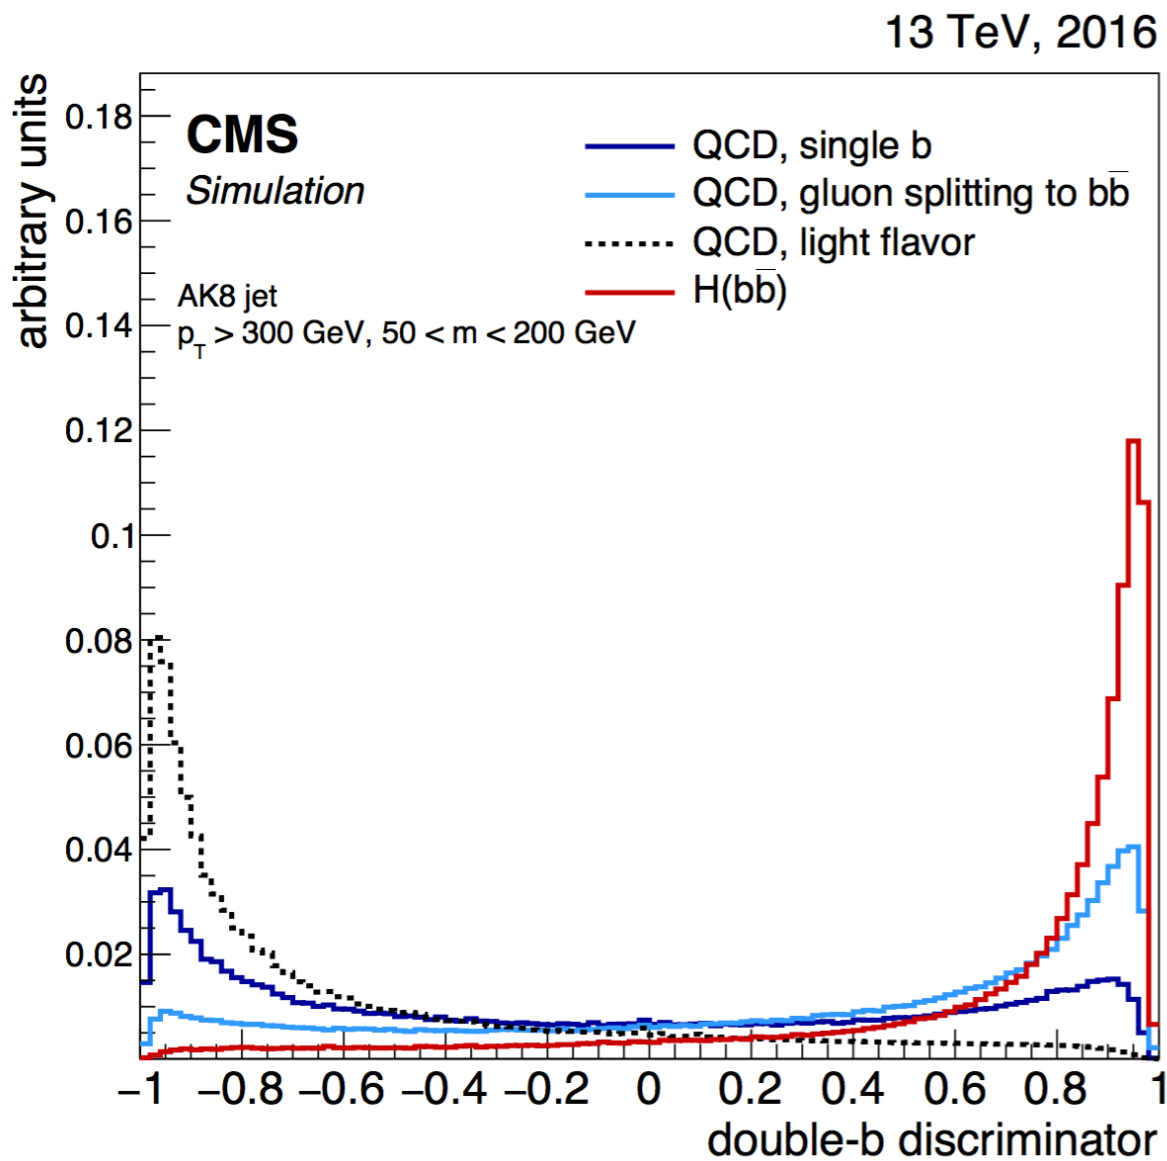 13 TeV, 2016
arbitrary units
CMS
Simulation
QCD, single b
QCD, gluon splitting to bb̅
QCD, light flavor
H(bb̅)
AK8 jet
p_T > 300 GeV, 50 < m < 200 GeV
0.18
0.16
0.14
0.12
0.1
0.08
0.06
0.04
0.02
−1 −0.8 −0.6 −0.4 −0.2 0 0.2 0.4 0.6 0.8 1
double-b discriminator